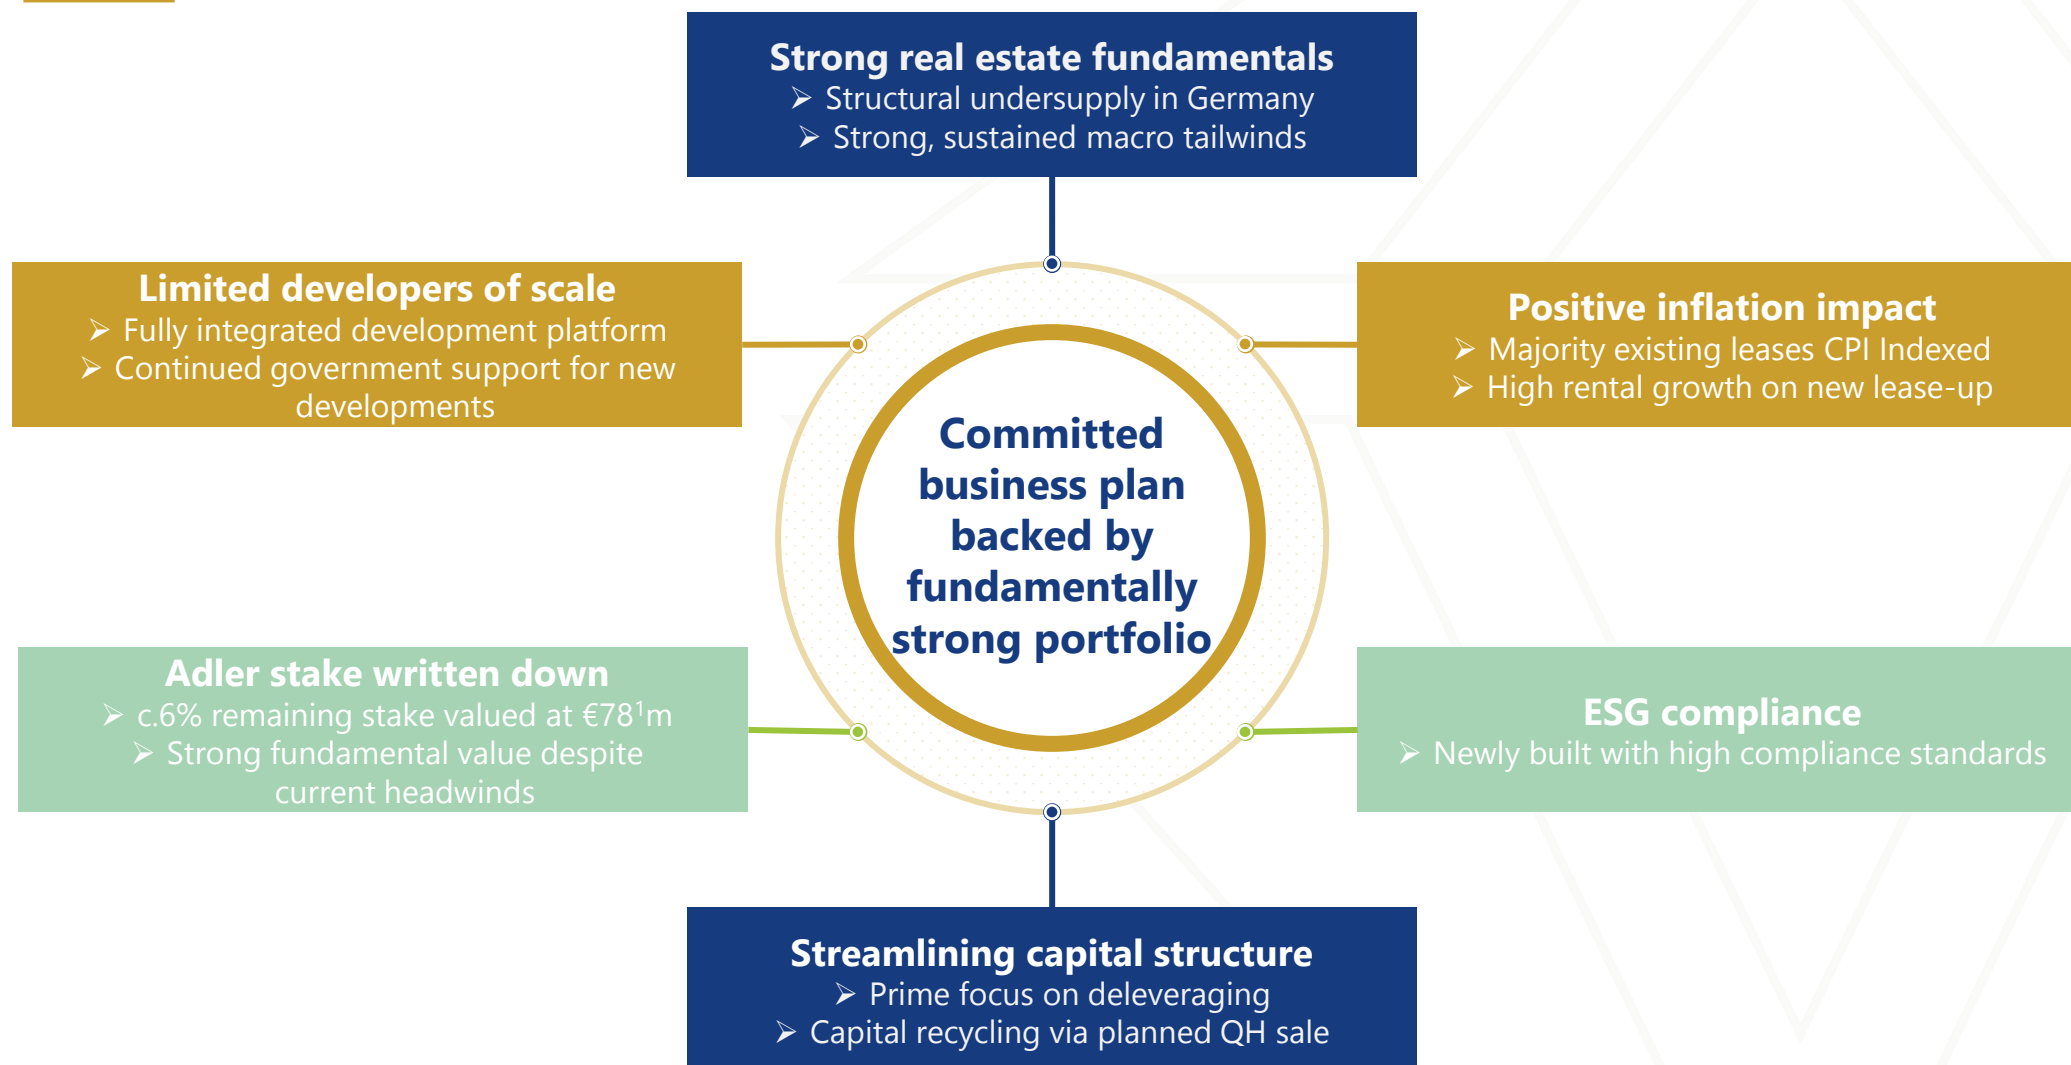 Strong real estate fundamentals
➢ Structural undersupply in Germany
➢ Strong, sustained macro tailwinds
Limited developers of scale
➢ Fully integrated development platform
➢ Continued government support for new
developments
Positive inflation impact
➢ Majority existing leases CPI Indexed
➢ High rental growth on new lease-up
Committed
business plan
backed by
fundamentally
strong portfolio
Adler stake written down
➢ c.6% remaining stake valued at €78¹m
➢ Strong fundamental value despite
current headwinds
ESG compliance
➢ Newly built with high compliance standards
Streamlining capital structure
➢ Prime focus on deleveraging
➢ Capital recycling via planned QH sale